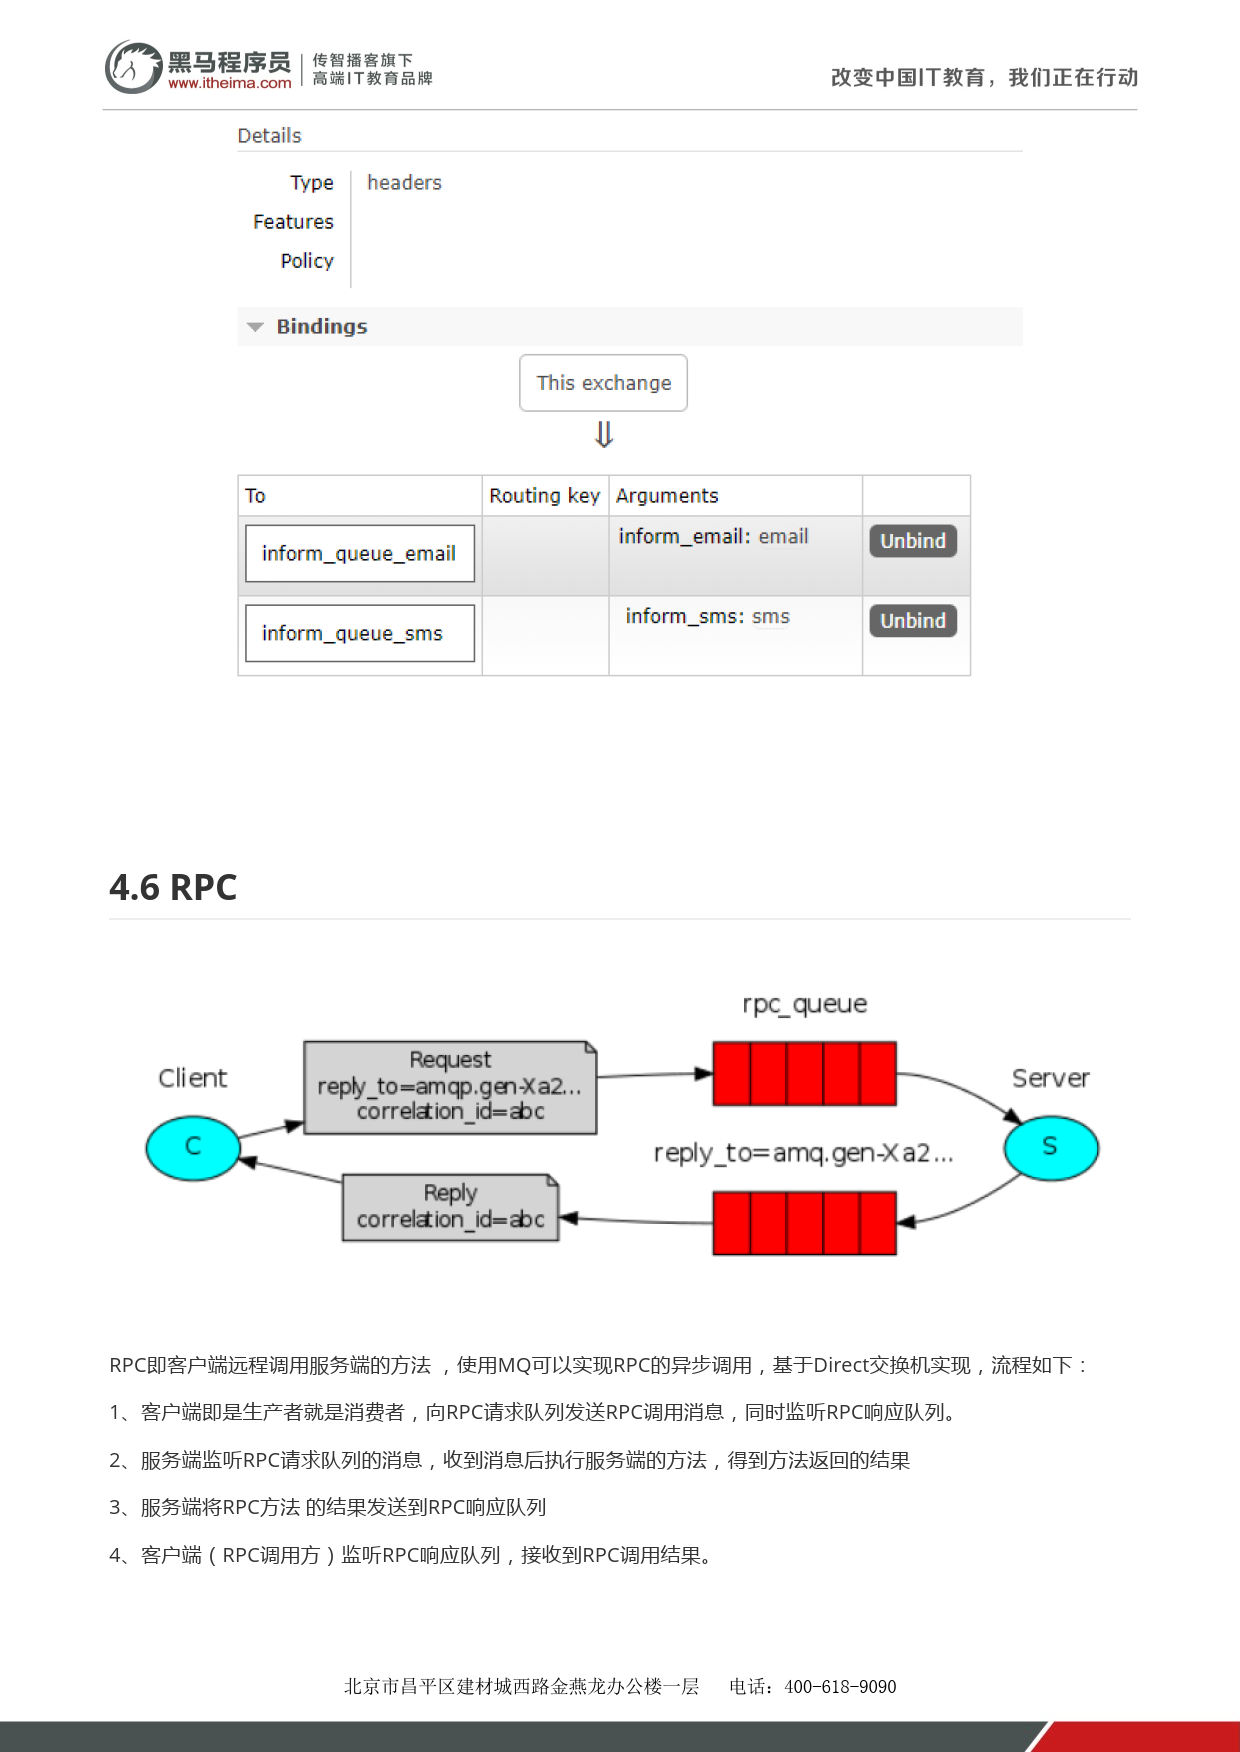 黑马程序员
www.itheima.com
传智播客旗下
高端IT教育品牌
改变中国IT教育，我们正在行动
Details
Type headers
Features
Policy
Bindings
This exchange
⇓
To Routing key Arguments
inform_queue_email inform_email: email Unbind
inform_queue_sms inform_sms: sms Unbind
4.6 RPC
rpc_queue
Client
Request
reply_to=amqp.gen-Xa2...
correlation_id=abc
Server
C
reply_to=amq.gen-Xa2...
S
Reply
correlation_id=abc
RPC即客户端远程调用服务端的方法 ，使用MQ可以实现RPC的异步调用，基于Direct交换机实现，流程如下：
1、客户端即是生产者就是消费者，向RPC请求队列发送RPC调用消息，同时监听RPC响应队列。
2、服务端监听RPC请求队列的消息，收到消息后执行服务端的方法，得到方法返回的结果
3、服务端将RPC方法 的结果发送到RPC响应队列
4、客户端（RPC调用方）监听RPC响应队列，接收到RPC调用结果。
北京市昌平区建材城西路金燕龙办公楼一层 电话：400-618-9090